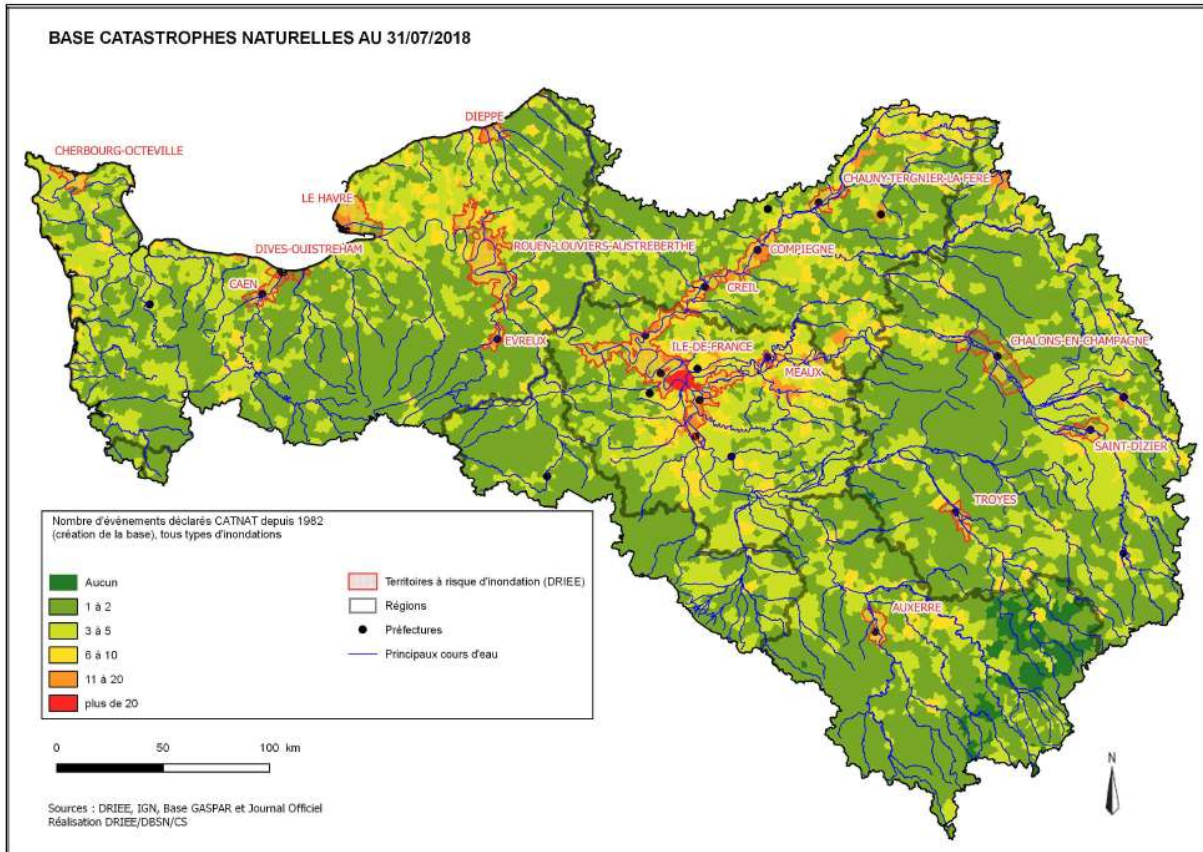 BASE CATASTROPHES NATURELLES AU 31/07/2018
DIEPPE
CHERBOURG-OCTEVILLE
CHAUNY-TERGNIER-LA FERE
LE HAVRE
ROUEN-LOUVIERS-AUSTREBERTHE
DIVES-OUISTREHAM
COMPIEGNE
CAEN
CREIL
EVREUX
ILE-DE-FRANCE
CHALONS-EN-CHAMPAGNE
MEAUX
SAINT-DIZIER
TROYES
AUXERRE
Nombre d'événements déclarés CATNAT depuis 1982
(création de la base), tous types d'inondations
Aucun
1 à 2
3 à 5
6 à 10
11 à 20
plus de 20
Territoires à risque d'inondation (DRIEE)
Régions
Préfectures
Principaux cours d'eau
0 50 100 km
N
Sources : DRIEE, IGN, Base GASPAR et Journal Officiel
Réalisation DRIEE/DBSN/CS